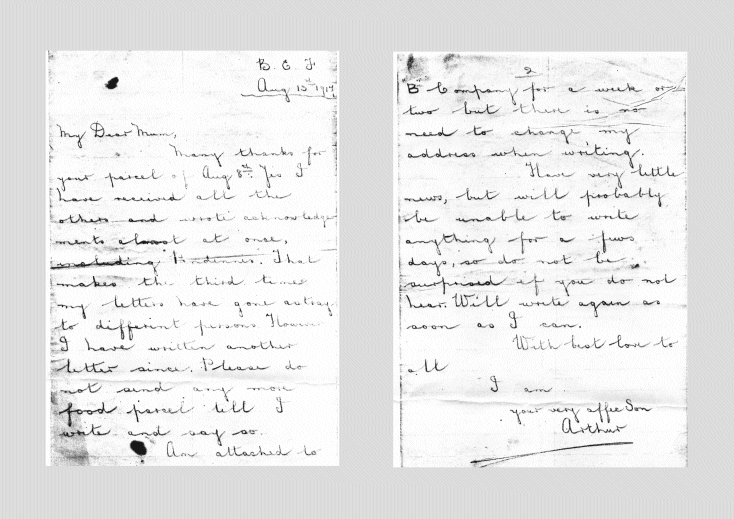 B. E. F.
Aug 13th 1917
My Dear Mum,
Many thanks for
your parcel of Aug 8th. Yes I
have received all the
others and wrote acknowledge
ments almost at once,
including
That
makes the third time
my letters have gone astray
to different persons. However
I have written another
letter since. Please do
not send any more
food parcel till I
write and say so.
Am attached to
2
B Company for a week or
two but there is no
need to change my
address when writing.
Have very little
news, but will probably
be unable to write
anything for a few
days, so do not be
surprised if you do not
hear. Will write again as
soon as I can.
With best love to
all
I am
your very affec Son
Arthur